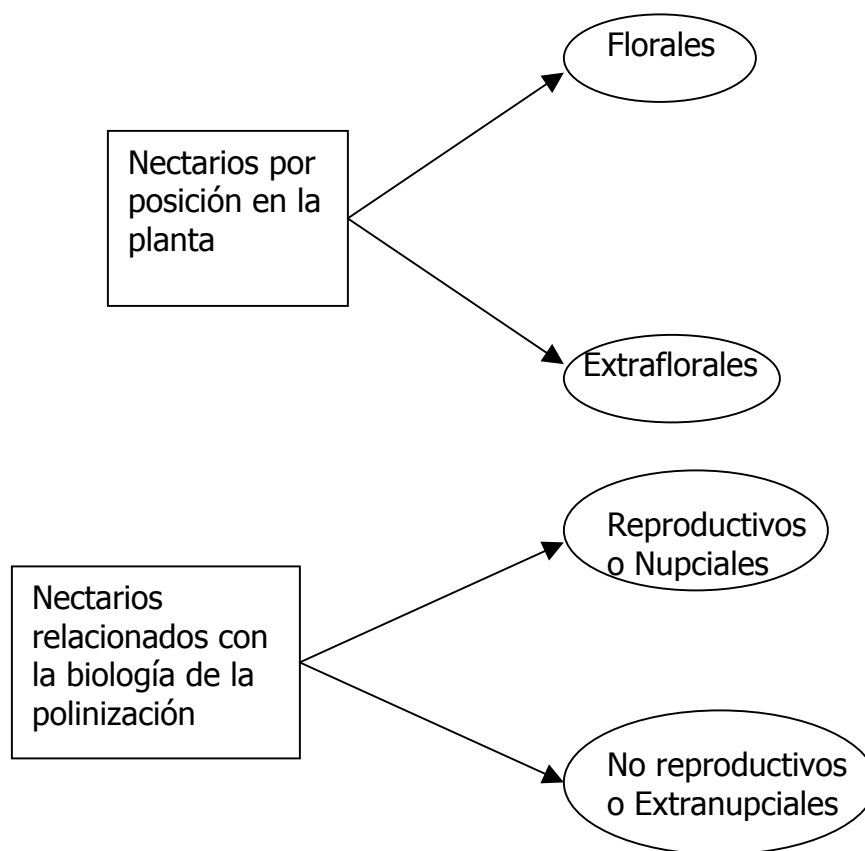 Florales
Nectarios por
posición en la
planta
Extraflorales
Reproductivos
o Nupciales
Nectarios
relacionados con
la biología de la
polinización
No reproductivos
o Extranupciales